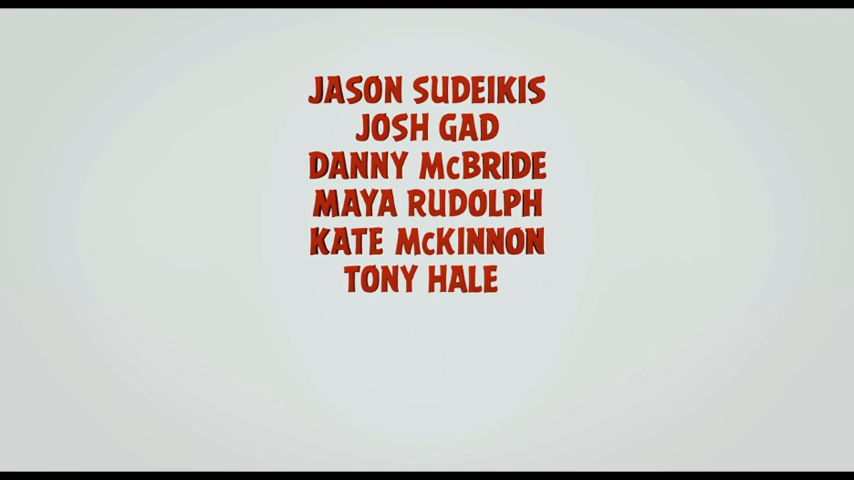 JASON SUDEIKIS
JOSH GAD
DANNY McBRIDE
MAYA RUDOLPH
KATE McKINNON
TONY HALE